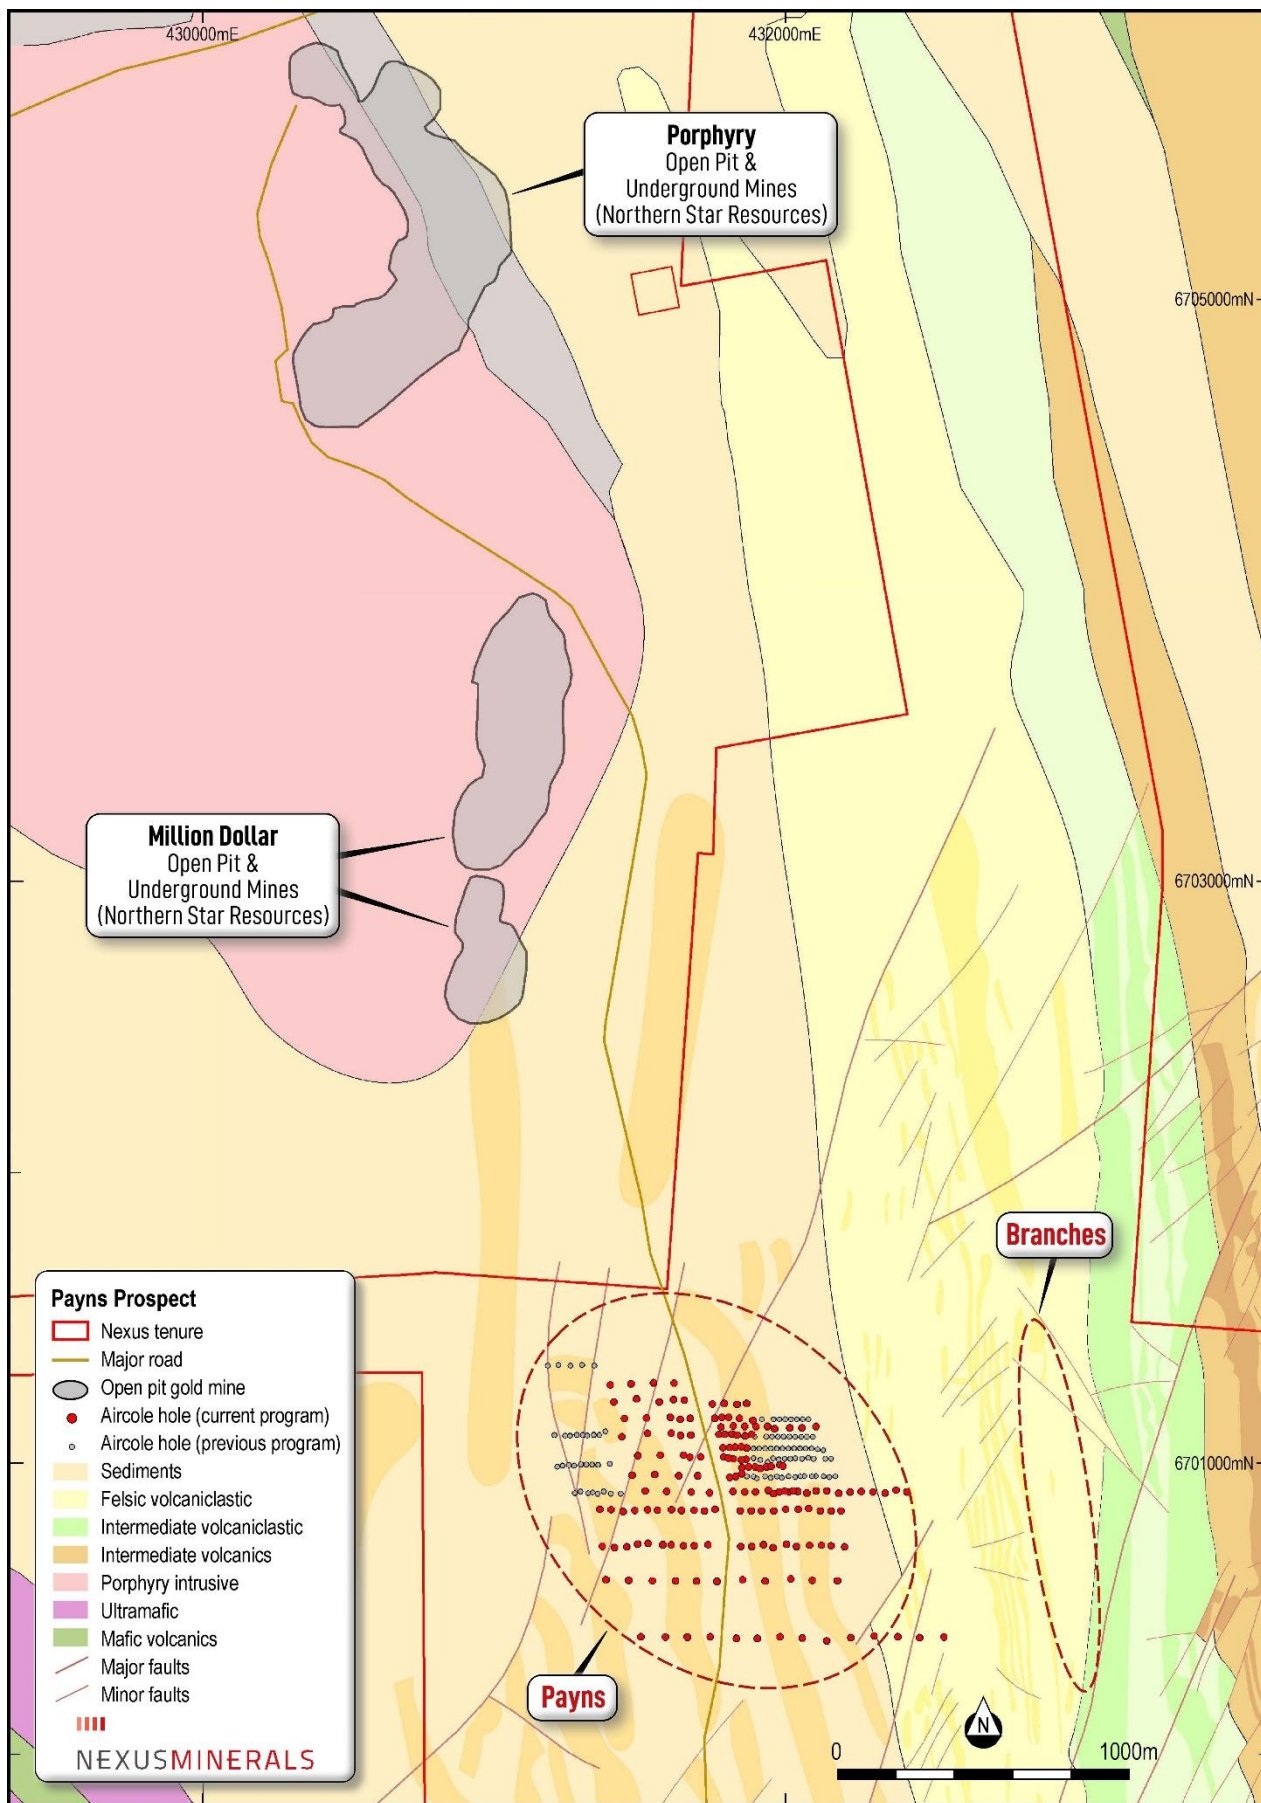 430000mE
432000mE
Porphyry
Open Pit &
Underground Mines
(Northern Star Resources)
6705000mN
Million Dollar
Open Pit &
Underground Mines
(Northern Star Resources)
6703000mN
Branches
Payns Prospect
Nexus tenure
Major road
Open pit gold mine
Aircole hole (current program)
Aircole hole (previous program)
Sediments
Felsic volcaniclastic
Intermediate volcaniclastic
Intermediate volcanics
Porphyry intrusive
Ultramafic
Mafic volcanics
Major faults
Minor faults
NEXUSMINERALS
6701000mN
Payns
N
0
1000m